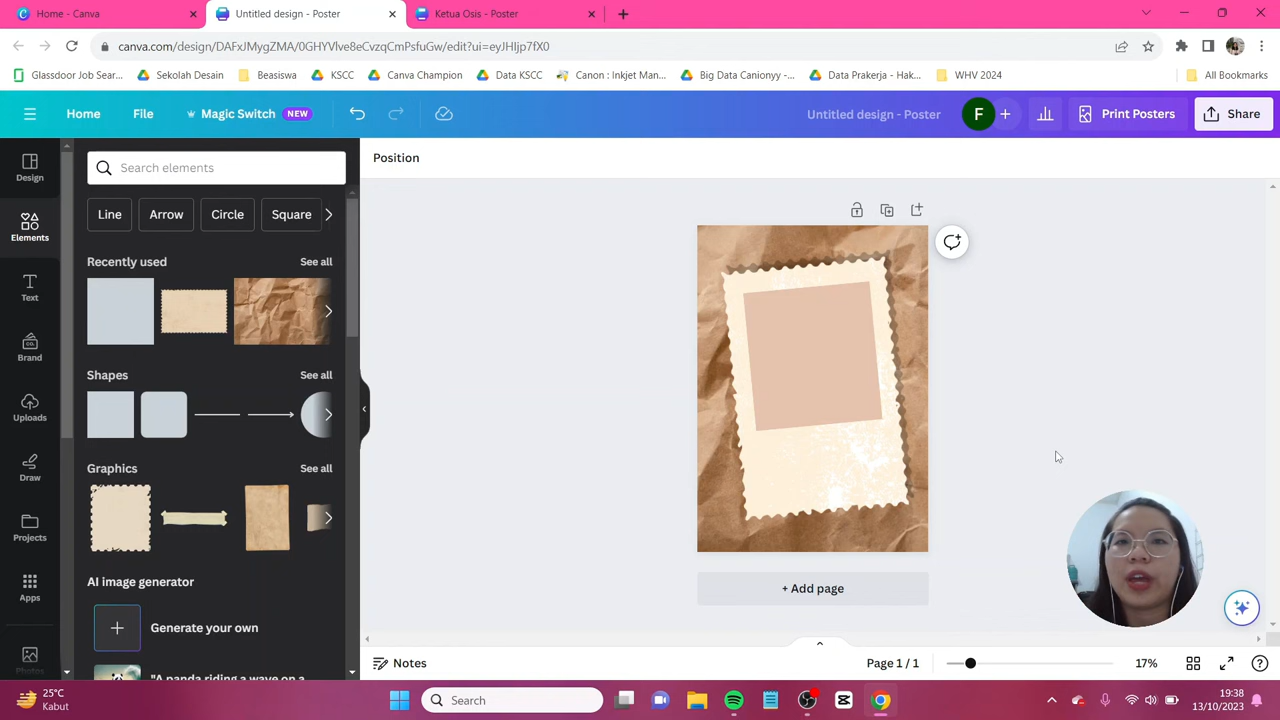 Home - Canva
Untitled design - Poster
Ketua Osis - Poster
canva.com/design/DAFxJMygZMA/0GHYVlve8eCvzqCmPsfuGw/edit?ui=eyJHIjp7fX0
Glassdoor Job Sear...
Sekolah Desain
Beasiswa
KSCC
Canva Champion
Data KSCC
Canon : Inkjet Man...
Big Data Canionyy -...
Data Prakerja - Hak...
WHV 2024
All Bookmarks
Home
File
Magic Switch
NEW
Untitled design - Poster
F
Print Posters
Share
Design
Elements
Text
Brand
Uploads
Draw
Projects
Apps
Photos
Search elements
Line
Arrow
Circle
Square
Recently used
See all
Shapes
See all
Graphics
See all
AI image generator
Generate your own
"A panda riding a wave on a
Position
+ Add page
Notes
Page 1 / 1
17%
25°C
Kabut
Search
19:38
13/10/2023